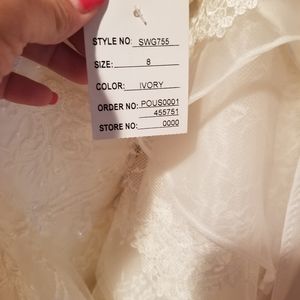 STYLE NO: SWG755
SIZE: 8
COLOR: IVORY
ORDER NO: POUS0001
455751
STORE NO: 0000